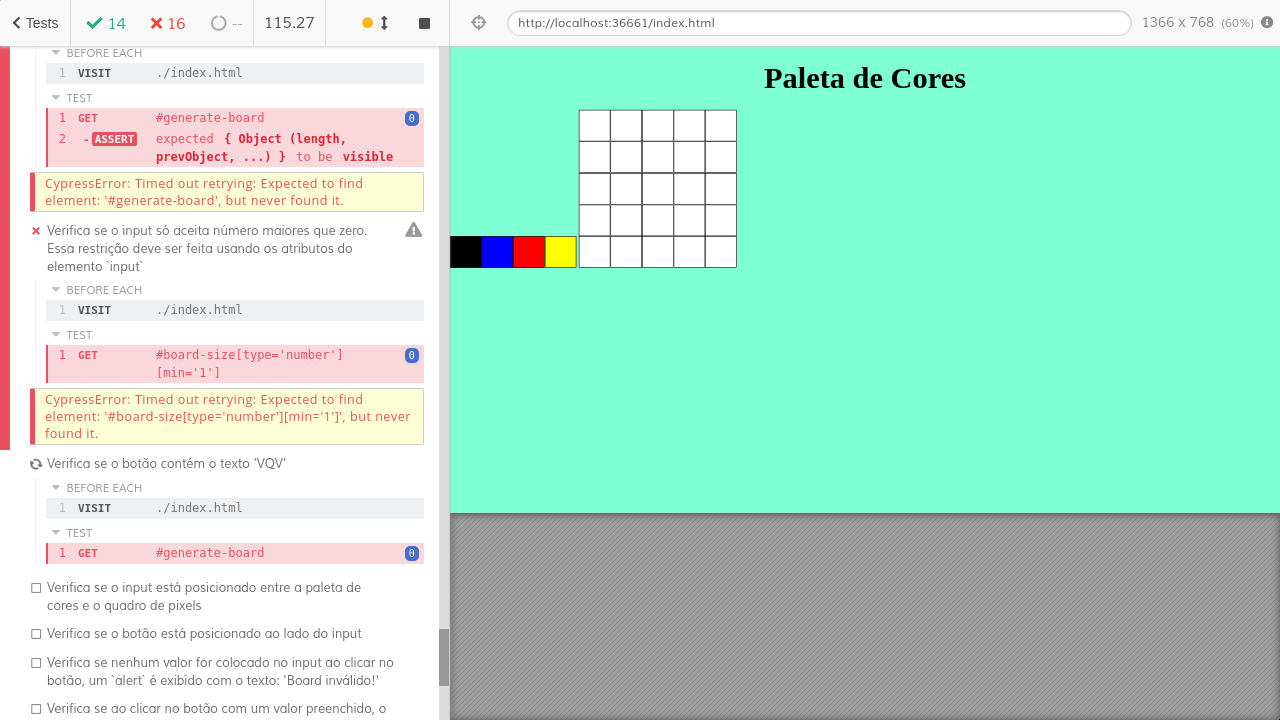 Tests
14
16
--
115.27
http://localhost:36661/index.html
1366 x 768 (60%)
BEFORE EACH
1 VISIT ./index.html
TEST
1 GET #generate-board 0
2 -ASSERT expected { Object (length,
prevObject, ...) } to be visible
CypressError: Timed out retrying: Expected to find
element: '#generate-board', but never found it.
Verifica se o input só aceita número maiores que zero.
Essa restrição deve ser feita usando os atributos do
elemento `input`
BEFORE EACH
1 VISIT ./index.html
TEST
1 GET #board-size[type='number'] 0
[min='1']
CypressError: Timed out retrying: Expected to find
element: '#board-size[type='number'][min='1']', but never
found it.
Verifica se o botão contém o texto 'VQV'
BEFORE EACH
1 VISIT ./index.html
TEST
1 GET #generate-board 0
Verifica se o input está posicionado entre a paleta de
cores e o quadro de pixels
Verifica se o botão está posicionado ao lado do input
Verifica se nenhum valor for colocado no input ao clicar no
botão, um `alert` é exibido com o texto: 'Board inválido!'
Verifica se ao clicar no botão com um valor preenchido, o
Paleta de Cores